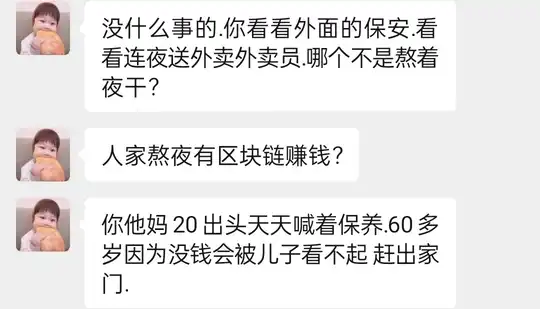 没什么事的.你看看外面的保安.看
看连夜送外卖外卖员.哪个不是熬着
夜干?
人家熬夜有区块链赚钱?
你他妈 20 出头天天喊着保养.60 多
岁因为没钱会被儿子看不起 赶出家
门.